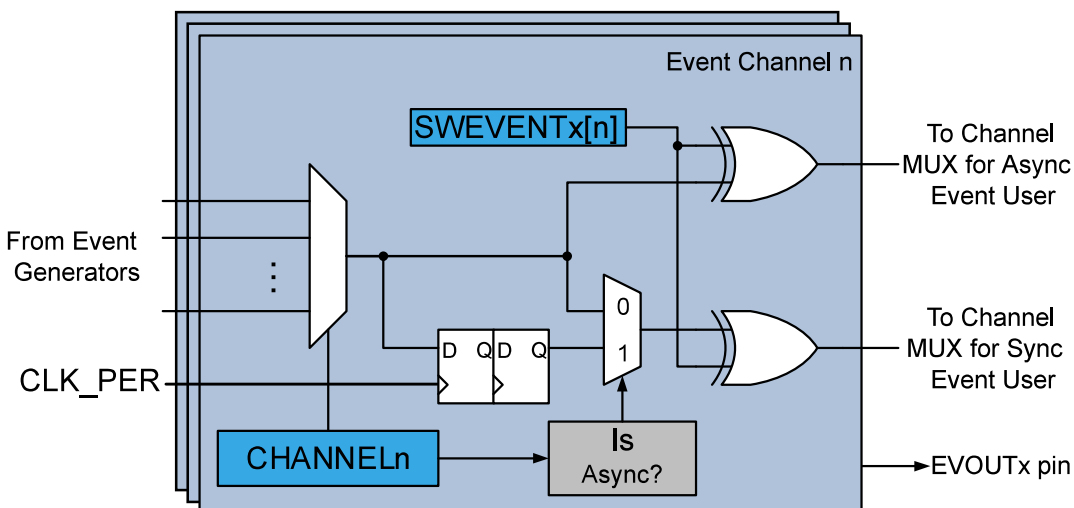 Event Channel n
SWEVENTx[n]
To Channel
MUX for Async
Event User
From Event
Generators
0
1
To Channel
MUX for Sync
Event User
D Q D Q
CLK_PER
CHANNELn
Is
Async?
EVOUTx pin